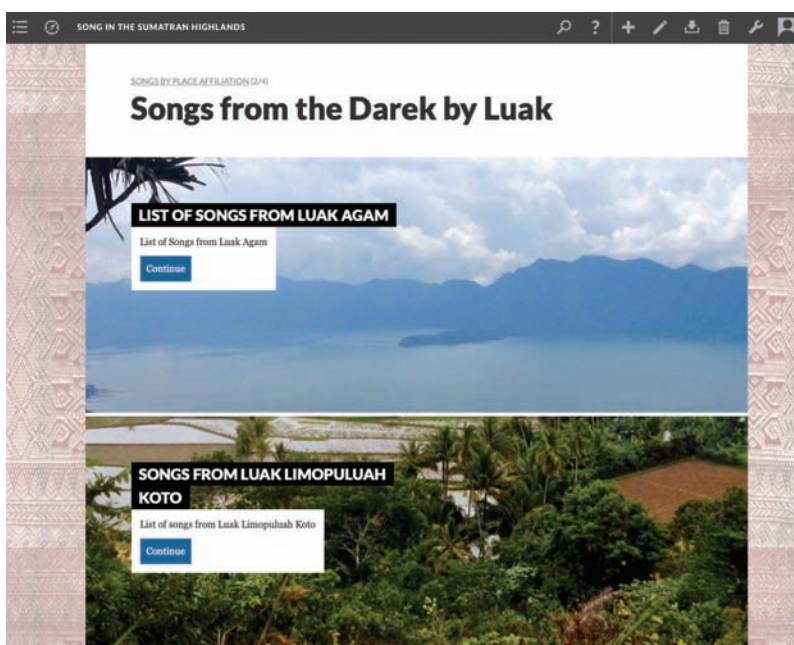 SONG IN THE SUMATRAN HIGHLANDS
?
SONGS BY PLACE AFFILIATION (2/4)
Songs from the Darek by Luak
LIST OF SONGS FROM LUAK AGAM
List of Songs from Luak Agam
Continue
SONGS FROM LUAK LIMOPULUAH
KOTO
List of songs from Luak Limopuluah Koto
Continue